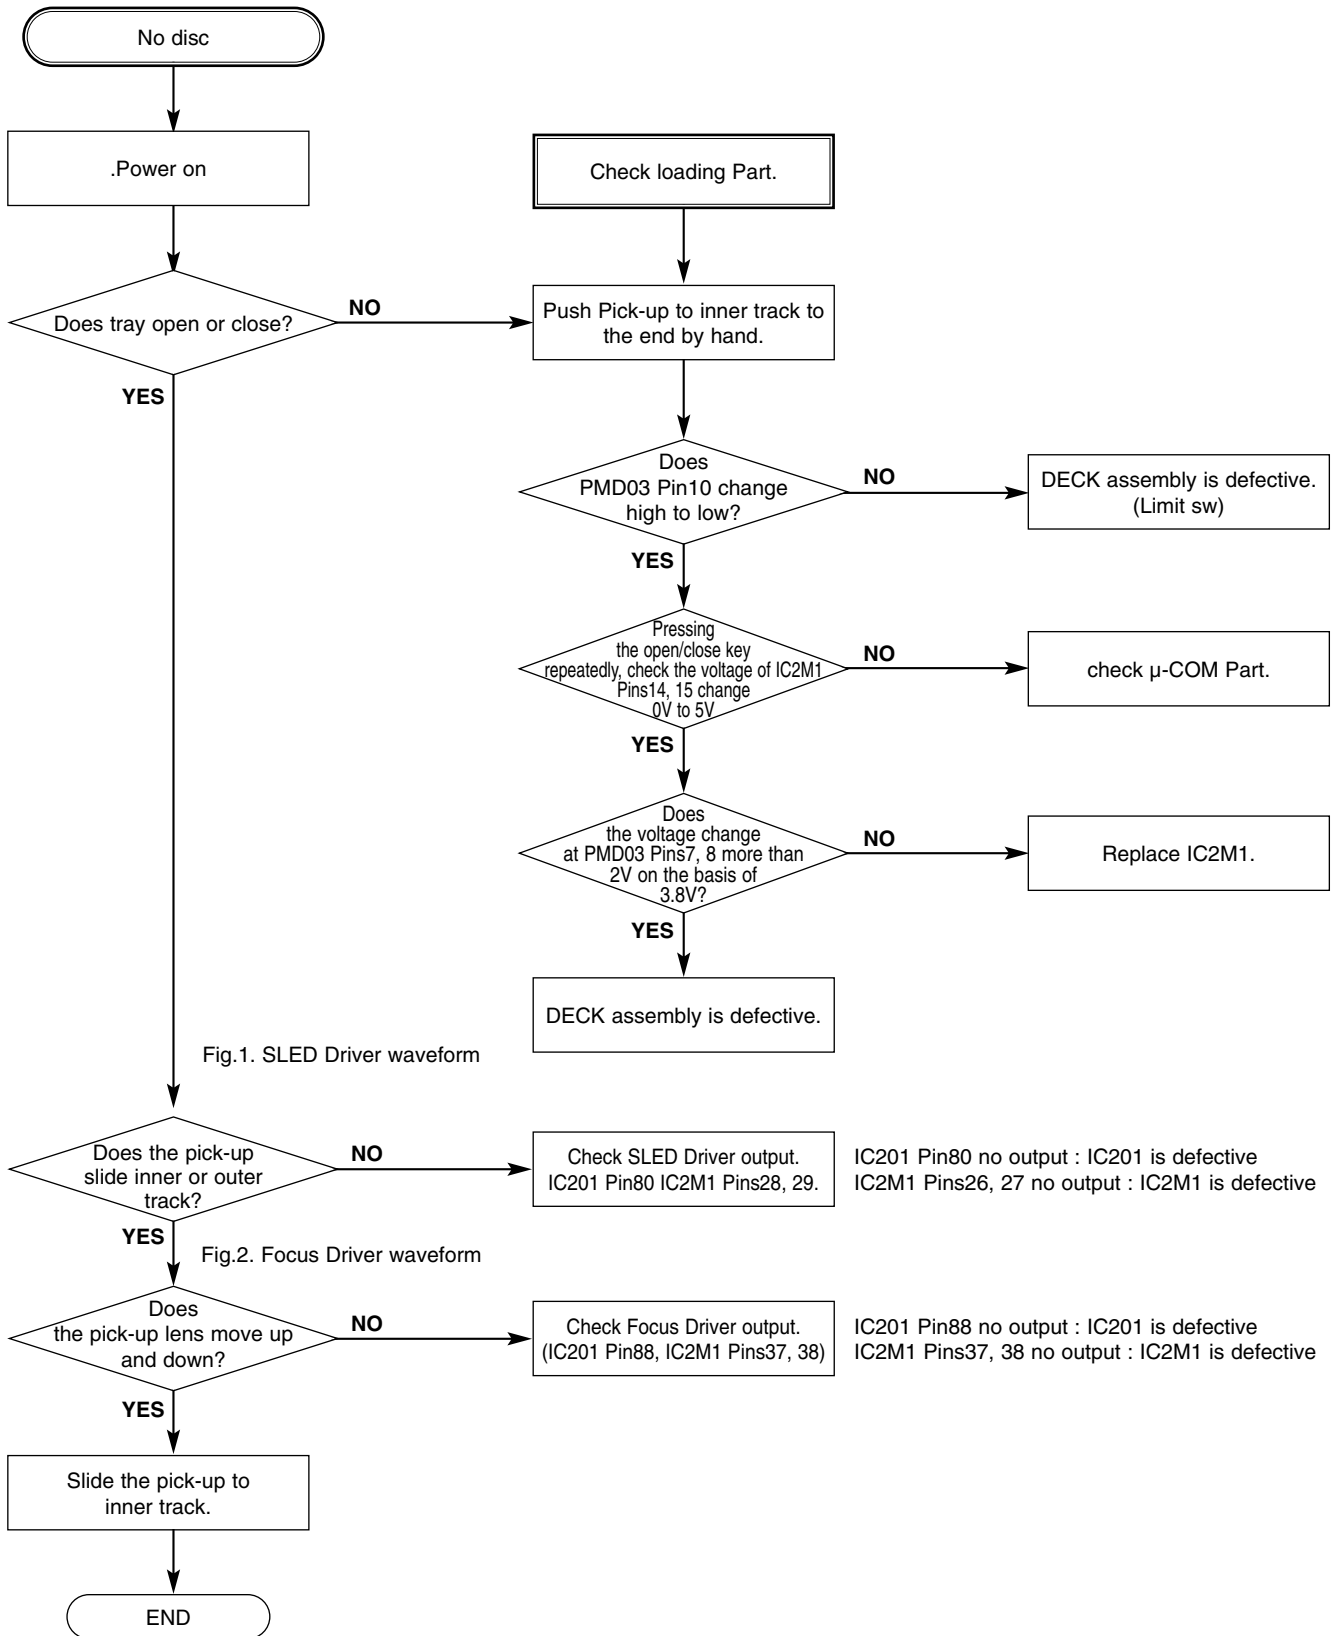 No disc
.Power on
Does tray open or close?
NO
YES
Check loading Part.
Push Pick-up to inner track to
the end by hand.
Does
PMD03 Pin10 change
high to low?
NO
DECK assembly is defective.
(Limit sw)
YES
Pressing
the open/close key
repeatedly, check the voltage of IC2M1
Pins14, 15 change
0V to 5V
NO
check µ-COM Part.
YES
Does
the voltage change
at PMD03 Pins7, 8 more than
2V on the basis of
3.8V?
NO
Replace IC2M1.
YES
DECK assembly is defective.
Fig.1. SLED Driver waveform
Does the pick-up
slide inner or outer
track?
NO
Check SLED Driver output.
IC201 Pin80 IC2M1 Pins28, 29.
IC201 Pin80 no output : IC201 is defective
IC2M1 Pins26, 27 no output : IC2M1 is defective
YES
Fig.2. Focus Driver waveform
Does
the pick-up lens move up
and down?
NO
Check Focus Driver output.
(IC201 Pin88, IC2M1 Pins37, 38)
IC201 Pin88 no output : IC201 is defective
IC2M1 Pins37, 38 no output : IC2M1 is defective
YES
Slide the pick-up to
inner track.
END